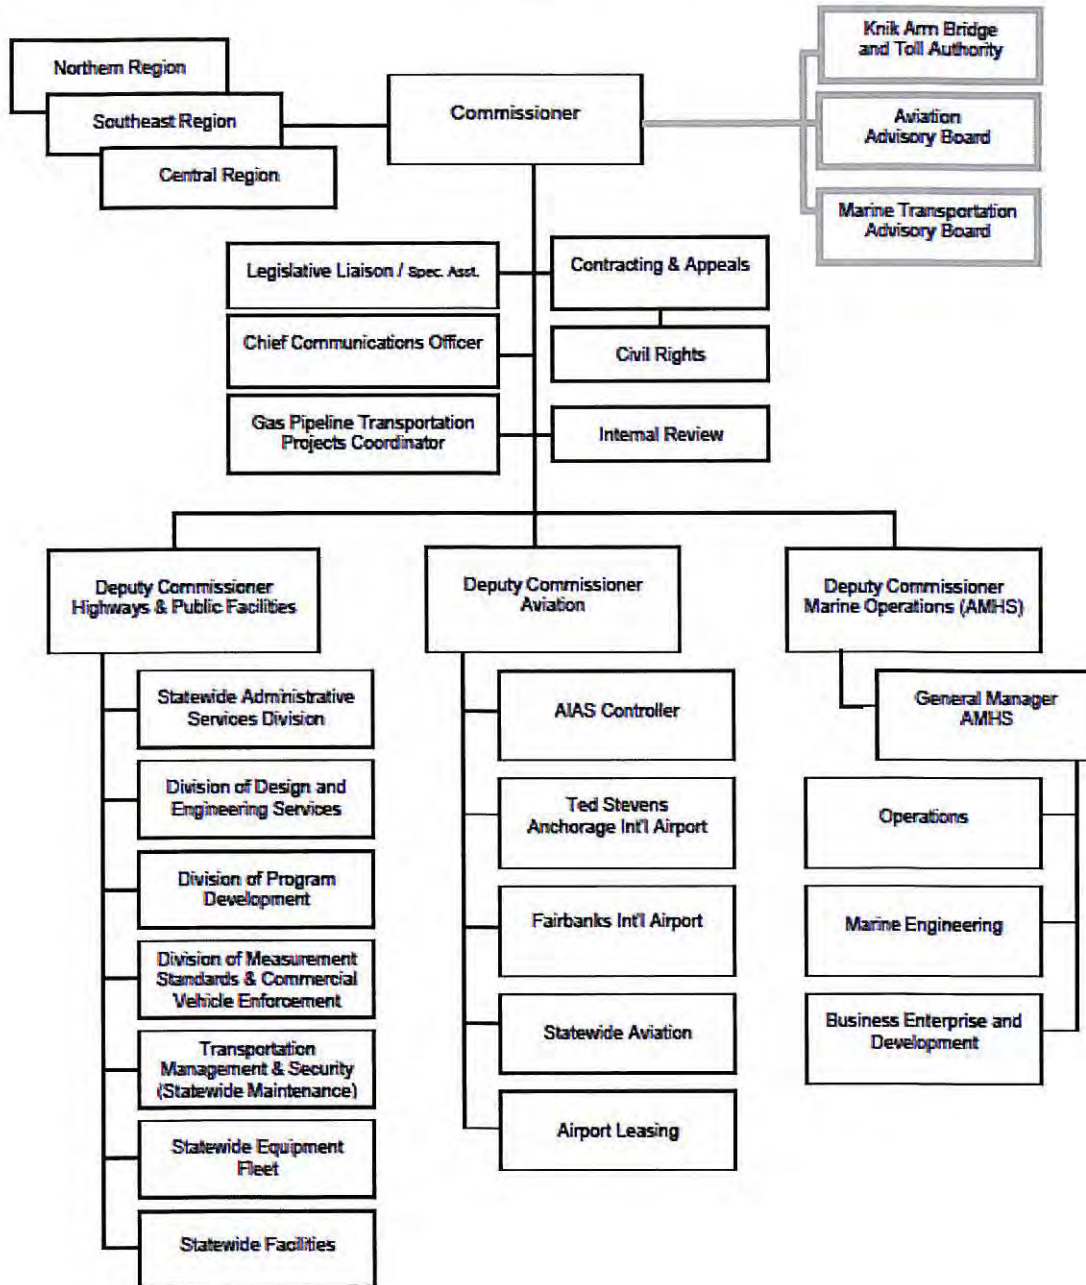 Northern Region
Southeast Region
Central Region
Commissioner
Knik Arm Bridge
and Toll Authority
Aviation
Advisory Board
Marine Transportation
Advisory Board
Legislative Liaison / Spec. Asst.
Contracting & Appeals
Chief Communications Officer
Civil Rights
Gas Pipeline Transportation
Projects Coordinator
Internal Review
Deputy Commissioner
Highways & Public Facilities
Statewide Administrative
Services Division
Division of Design and
Engineering Services
Division of Program
Development
Division of Measurement
Standards & Commercial
Vehicle Enforcement
Transportation
Management & Security
(Statewide Maintenance)
Statewide Equipment
Fleet
Statewide Facilities
Deputy Commissioner
Aviation
AIAS Controller
Ted Stevens
Anchorage Int'l Airport
Fairbanks Int'l Airport
Statewide Aviation
Airport Leasing
Deputy Commissioner
Marine Operations (AMHS)
General Manager
AMHS
Operations
Marine Engineering
Business Enterprise and
Development